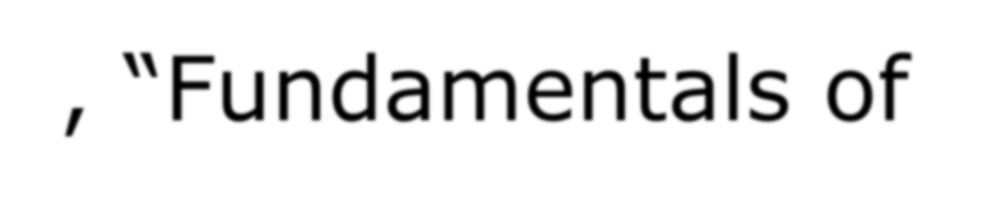 , “Fundamentals of